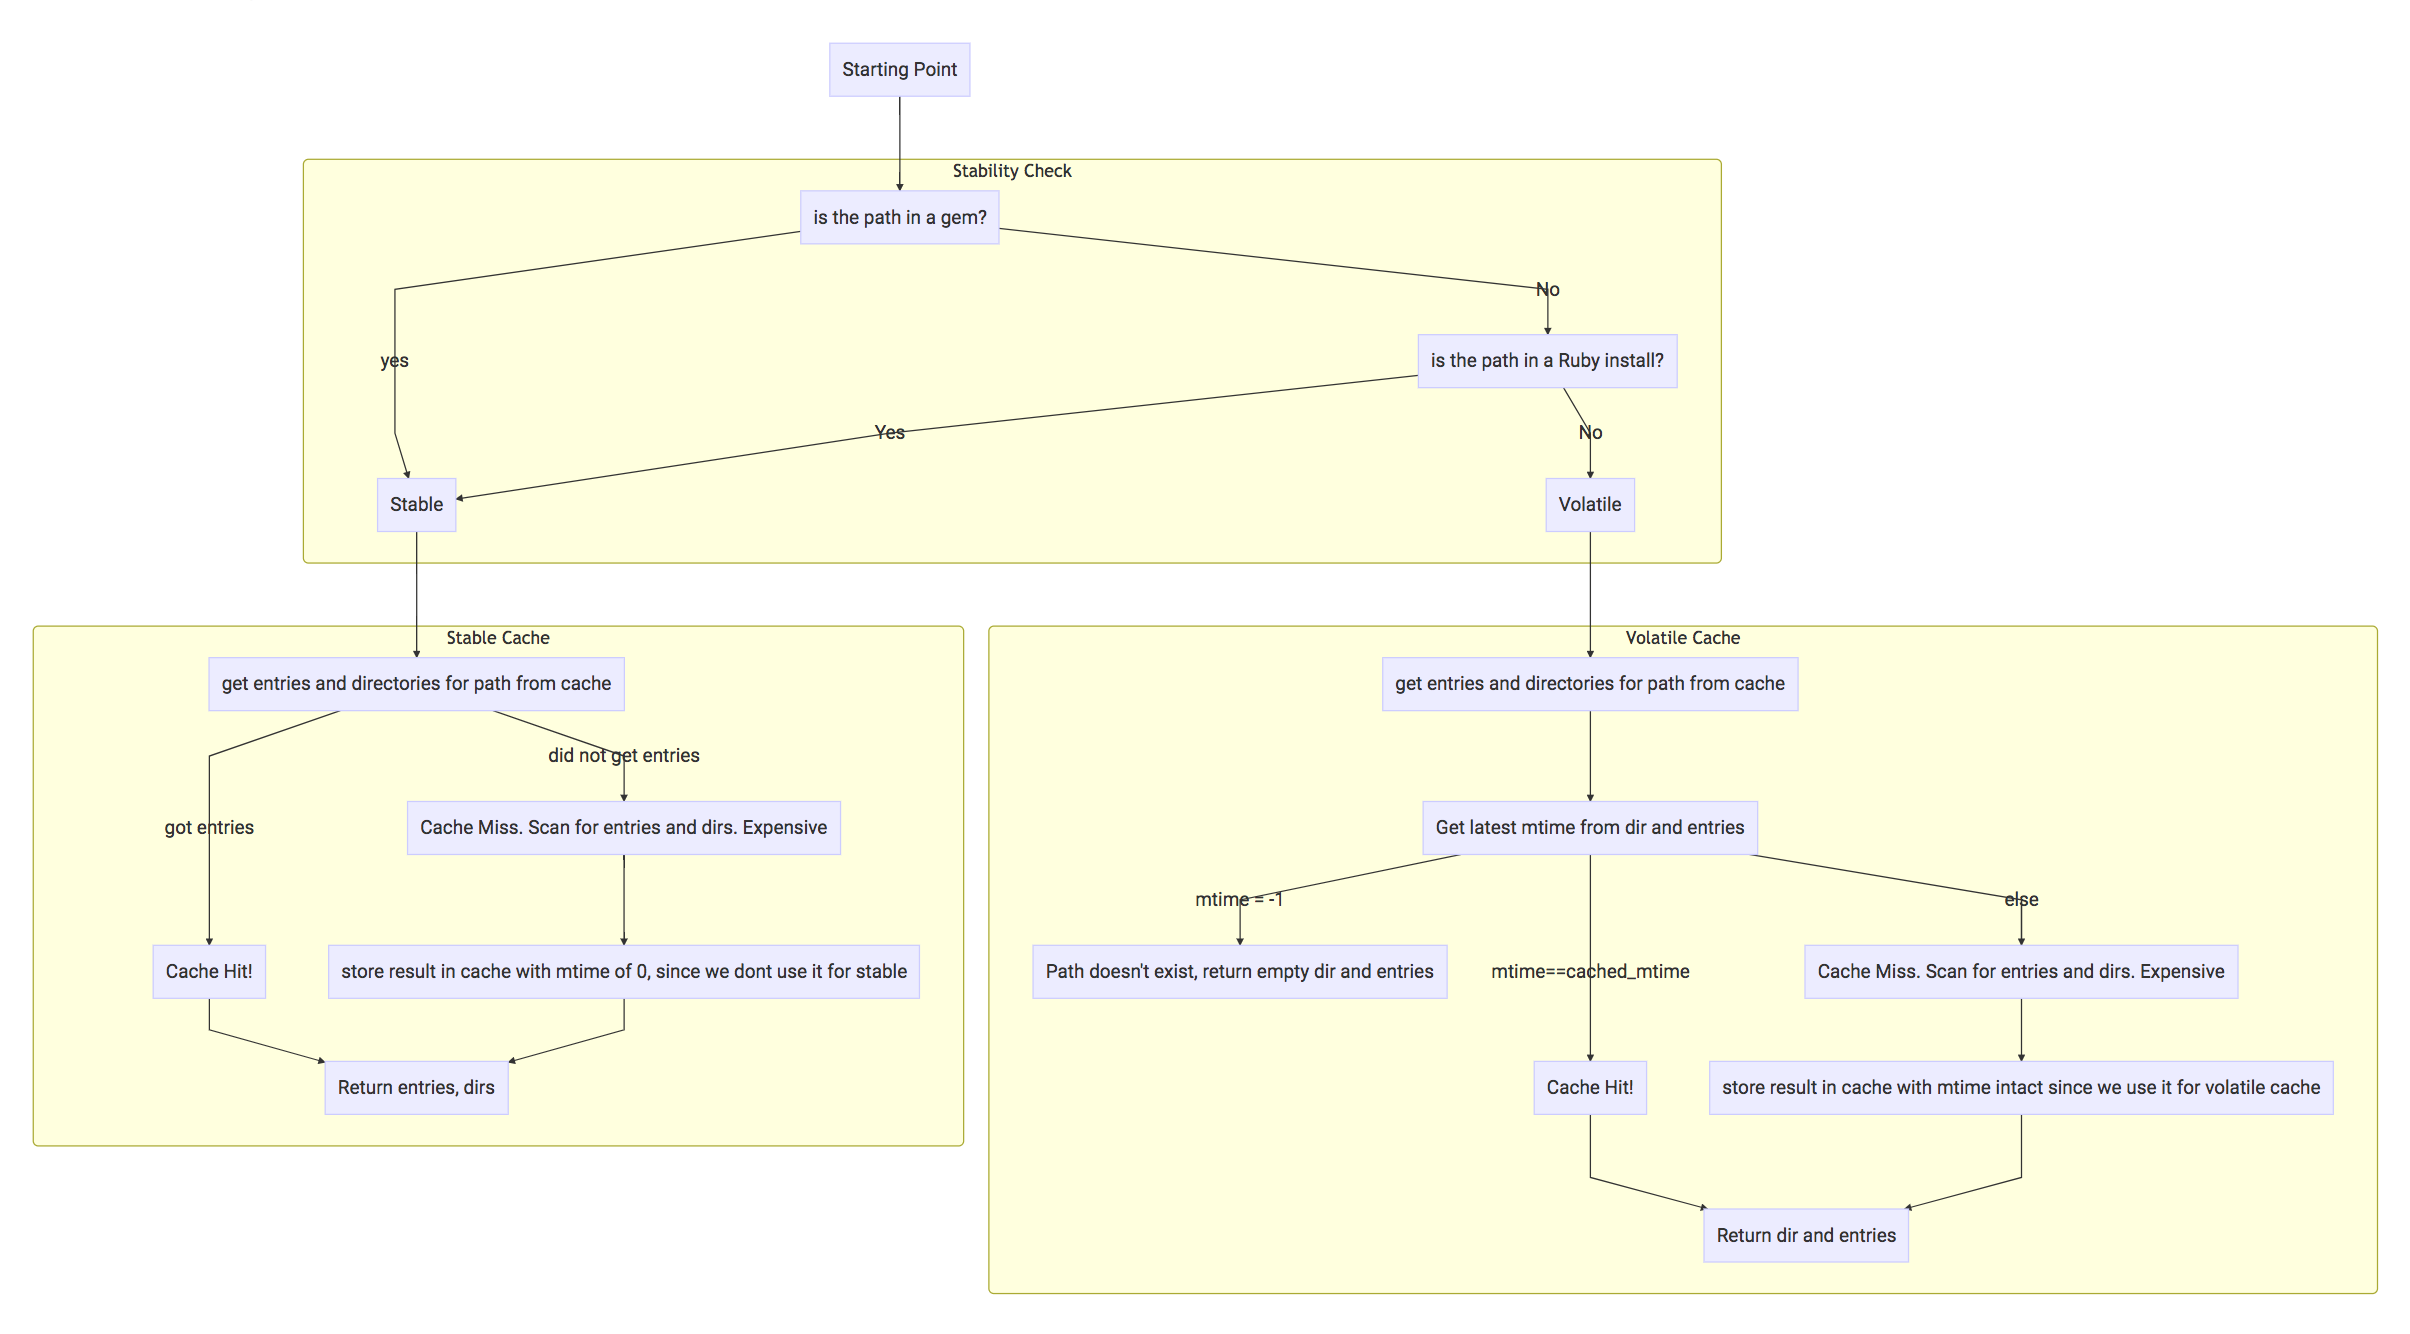 Starting Point
Stability Check
is the path in a gem?
No
yes
is the path in a Ruby install?
Yes
No
Stable
Volatile
Stable Cache
get entries and directories for path from cache
did not get entries
got entries
Cache Miss. Scan for entries and dirs. Expensive
Cache Hit!
store result in cache with mtime of 0, since we dont use it for stable
Return entries, dirs
Volatile Cache
get entries and directories for path from cache
Get latest mtime from dir and entries
mtime = -1
else
Path doesn't exist, return empty dir and entries
mtime==cached_mtime
Cache Miss. Scan for entries and dirs. Expensive
Cache Hit!
store result in cache with mtime intact since we use it for volatile cache
Return dir and entries